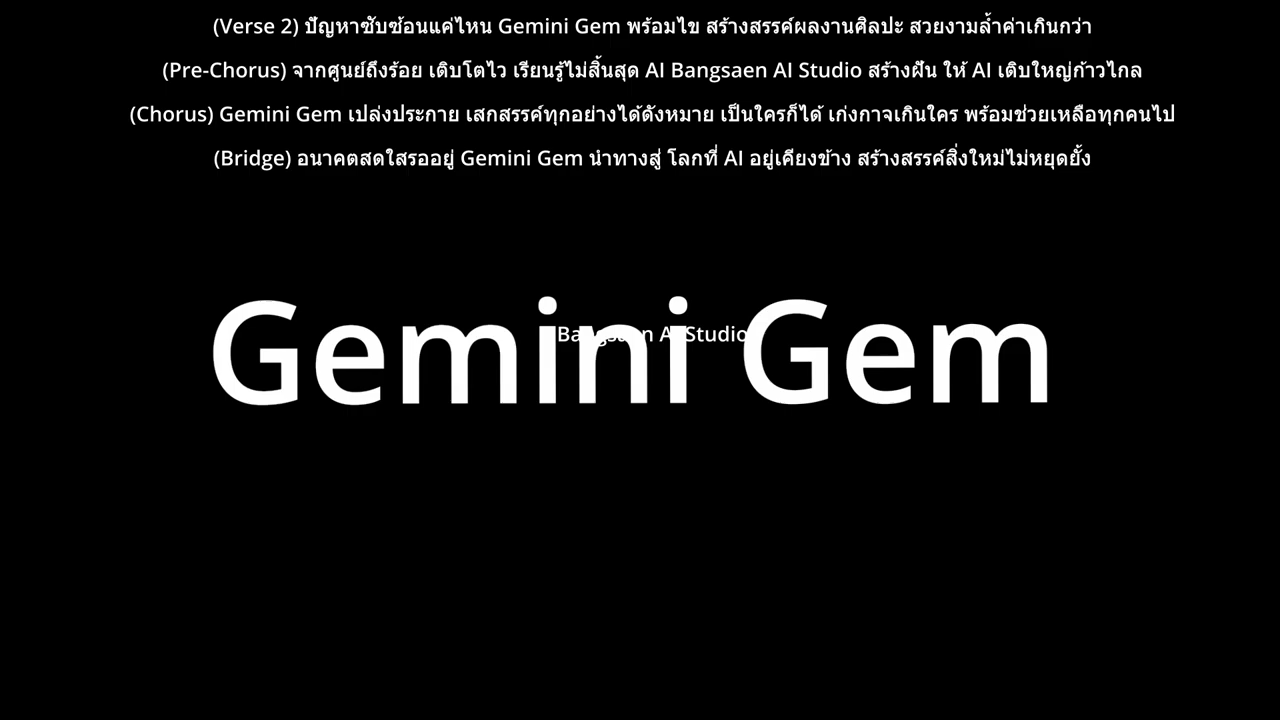 (Verse 2) ปัญหาซับซ้อนแค่ไหน Gemini Gem พร้อมไข สร้างสรรค์ผลงานศิลปะ สวยงามล้ำค่าเกินกว่า
(Pre-Chorus) จากศูนย์ถึงร้อย เติบโตไว เรียนรู้ไม่สิ้นสุด AI Bangsaen AI Studio สร้างฝัน ให้ AI เติบใหญ่ก้าวไกล
(Chorus) Gemini Gem เปล่งประกาย เสกสรรค์ทุกอย่างได้ดังหมาย เป็นใครก็ได้ เก่งกาจเกินใคร พร้อมช่วยเหลือทุกคนไป
(Bridge) อนาคตสดใสรออยู่ Gemini Gem นำทางสู่ โลกที่ AI อยู่เคียงข้าง สร้างสรรค์สิ่งใหม่ไม่หยุดยั้ง
Bangsaen AI Studio
Gemini Gem